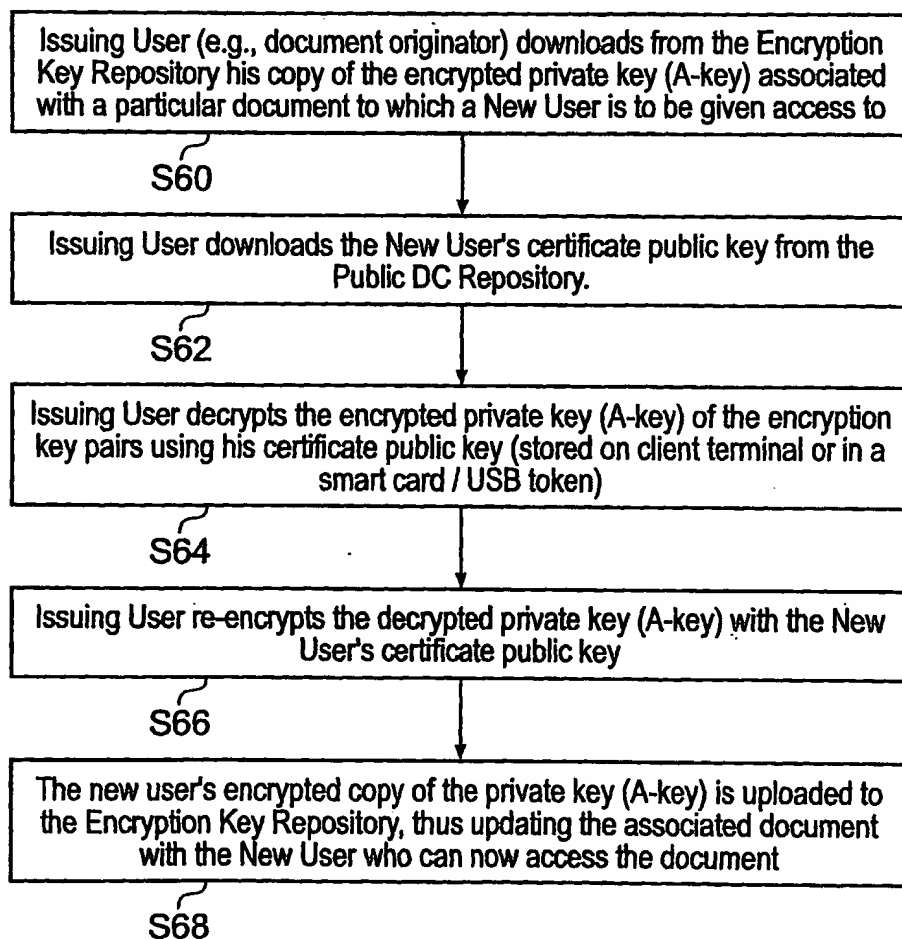 Issuing User (e.g., document originator) downloads from the Encryption
Key Repository his copy of the encrypted private key (A-key) associated
with a particular document to which a New User is to be given access to
S60
Issuing User downloads the New User's certificate public key from the
Public DC Repository.
S62
Issuing User decrypts the encrypted private key (A-key) of the encryption
key pairs using his certificate public key (stored on client terminal or in a
smart card / USB token)
S64
Issuing User re-encrypts the decrypted private key (A-key) with the New
User's certificate public key
S66
The new user's encrypted copy of the private key (A-key) is uploaded to
the Encryption Key Repository, thus updating the associated document
with the New User who can now access the document
S68